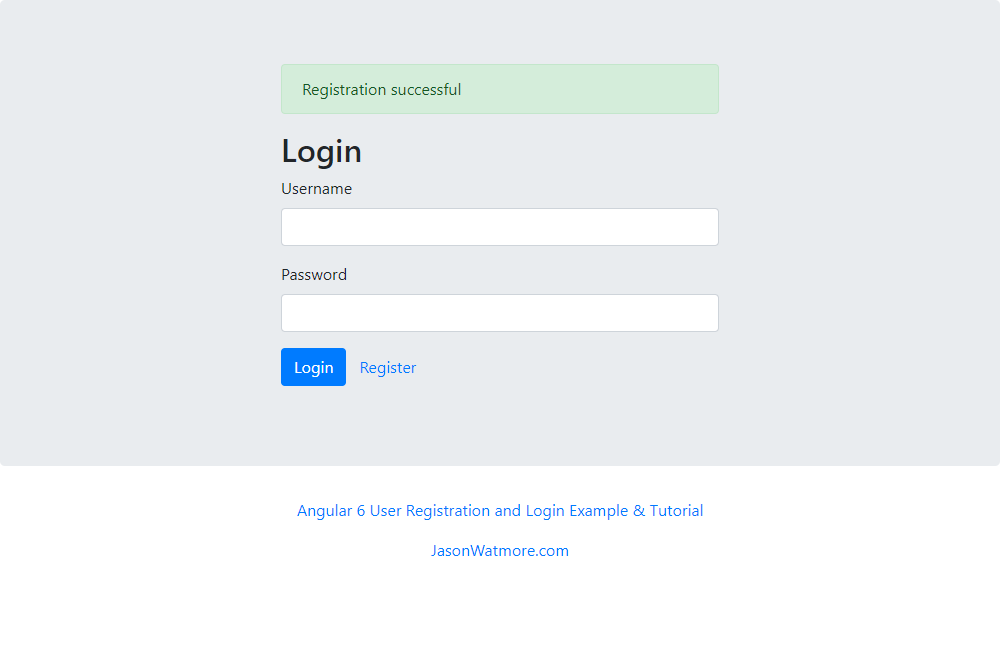 Registration successful
Login
Username
Password
Login Register
Angular 6 User Registration and Login Example & Tutorial
JasonWatmore.com